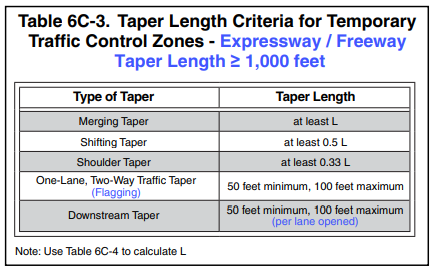 Table 6C-3. Taper Length Criteria for Temporary
Traffic Control Zones - Expressway / Freeway
Taper Length ≥ 1,000 feet
Type of Taper Taper Length
Merging Taper at least L
Shifting Taper at least 0.5 L
Shoulder Taper at least 0.33 L
One-Lane, Two-Way Traffic Taper
(Flagging)
50 feet minimum, 100 feet maximum
Downstream Taper
50 feet minimum, 100 feet maximum
(per lane opened)
Note: Use Table 6C-4 to calculate L